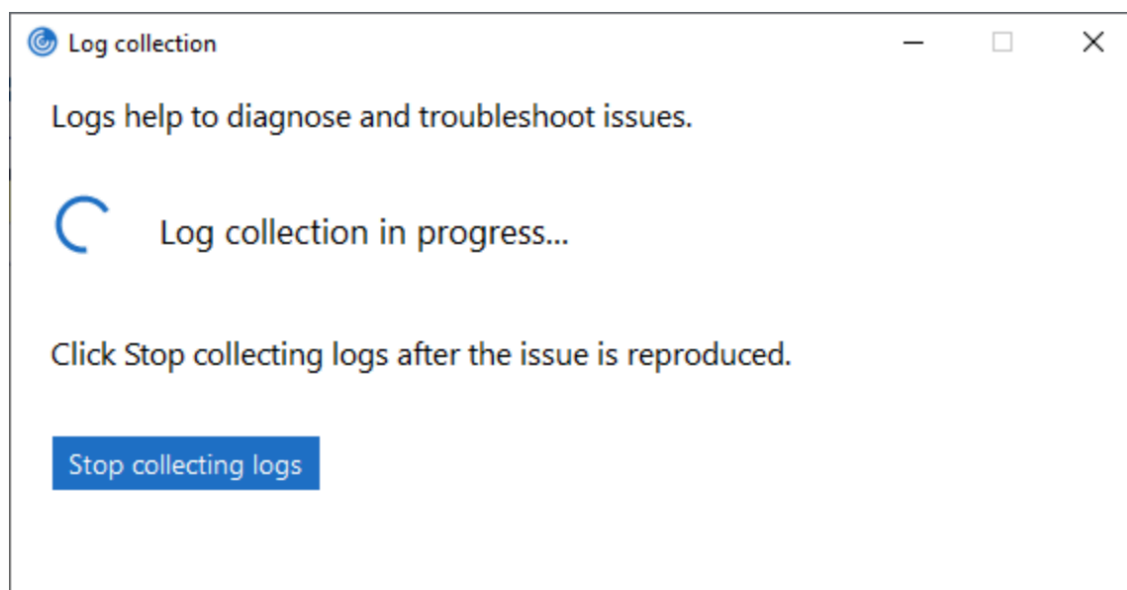 Log collection
Logs help to diagnose and troubleshoot issues.
Log collection in progress...
Click Stop collecting logs after the issue is reproduced.
Stop collecting logs